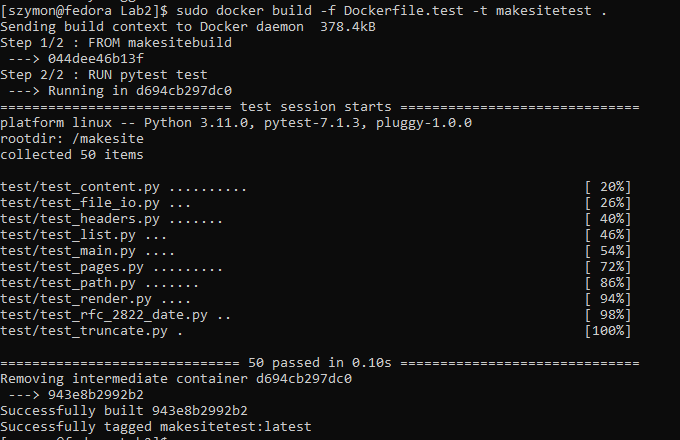 [szymon@fedora Lab2]$ sudo docker build -f Dockerfile.test -t makesitetest .
Sending build context to Docker daemon  378.4kB
Step 1/2 : FROM makesitebuild
 ---> 044dee46b13f
Step 2/2 : RUN pytest test
 ---> Running in d694cb297dc0
============================= test session starts ==============================
platform linux -- Python 3.11.0, pytest-7.1.3, pluggy-1.0.0
rootdir: /makesite
collected 50 items

test/test_content.py ..........                                          [ 20%]
test/test_file_io.py ...                                                 [ 26%]
test/test_headers.py .......                                             [ 40%]
test/test_list.py ...                                                    [ 46%]
test/test_main.py ....                                                   [ 54%]
test/test_pages.py .........                                             [ 72%]
test/test_path.py .......                                                [ 86%]
test/test_render.py ....                                                 [ 94%]
test/test_rfc_2822_date.py ..                                            [ 98%]
test/test_truncate.py .                                                  [100%]

============================== 50 passed in 0.10s ==============================
Removing intermediate container d694cb297dc0
 ---> 943e8b2992b2
Successfully built 943e8b2992b2
Successfully tagged makesitetest:latest